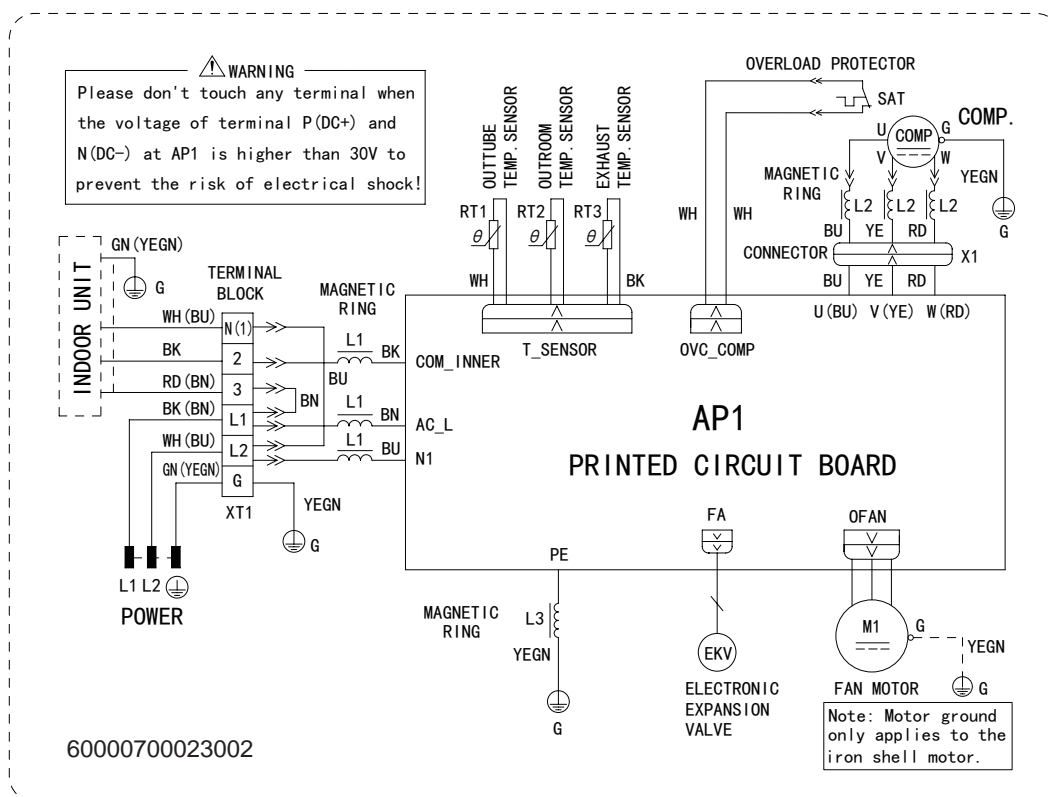 WARNING
Please don't touch any terminal when
the voltage of terminal P(DC+) and
N(DC-) at AP1 is higher than 30V to
prevent the risk of electrical shock!
OUTTUBE
TEMP. SENSOR
OUTROOM
TEMP. SENSOR
EXHAUST
TEMP. SENSOR
RT1
RT2
RT3
θ
θ
θ
WH
BK
T_SENSOR
OVERLOAD PROTECTOR
SAT
WH
WH
OVC_COMP
COMP.
COMP
U
V
W
G
YEGN
G
MAGNETIC
RING
L2
L2
L2
BU
YE
RD
CONNECTOR
X1
BU
YE
RD
U(BU)
V(YE)
W(RD)
INDOOR UNIT
GN(YEGN)
G
TERMINAL
BLOCK
WH(BU)
N(1)
BK
2
RD(BN)
3
BK(BN)
L1
WH(BU)
L2
GN(YEGN)
G
XT1
YEGN
G
BU
BN
MAGNETIC
RING
L1
BK
COM_INNER
L1
BN
AC_L
L1
BU
N1
L1
L2
POWER
AP1
PRINTED CIRCUIT BOARD
PE
MAGNETIC
RING
L3
YEGN
G
FA
EKV
ELECTRONIC
EXPANSION
VALVE
OFAN
M1
G
YEGN
G
FAN MOTOR
Note: Motor ground
only applies to the
iron shell motor.
60000700023002